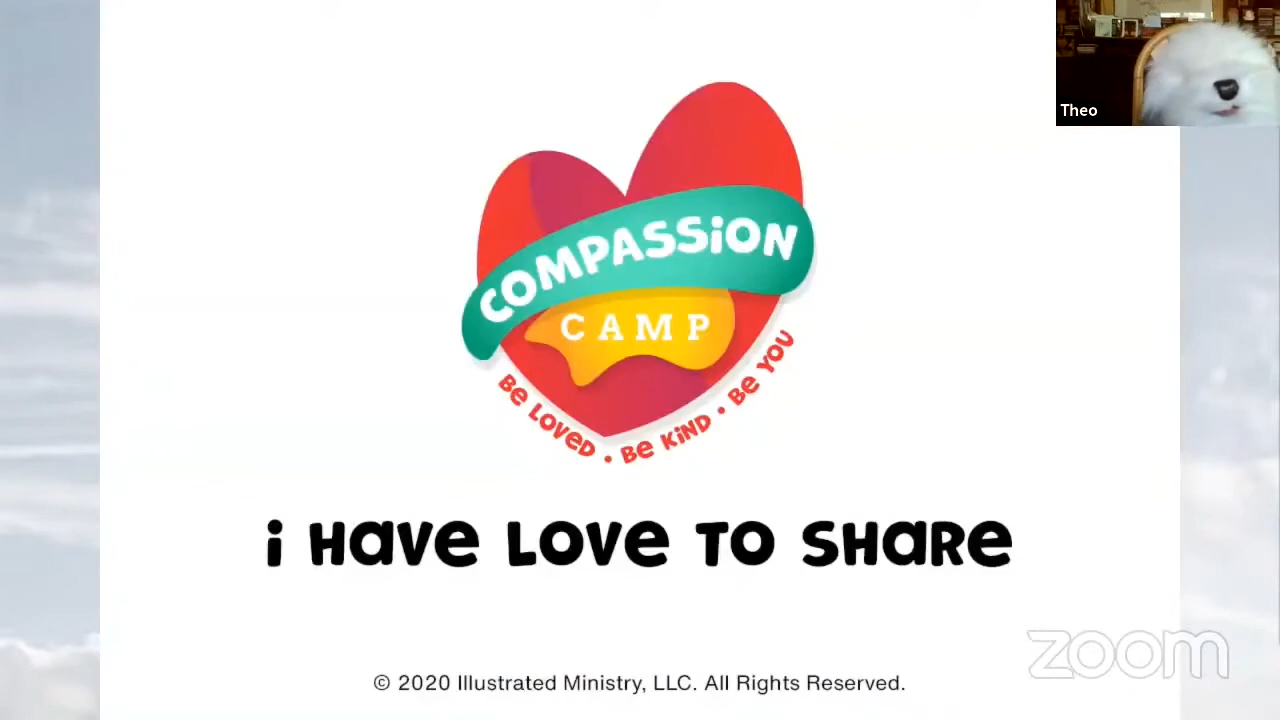 Theo
COMPASSiON
CAMP
Be LOVeD • Be KiND • Be YOU
i Have LOVe TO SHaRe
zoom
© 2020 Illustrated Ministry, LLC. All Rights Reserved.